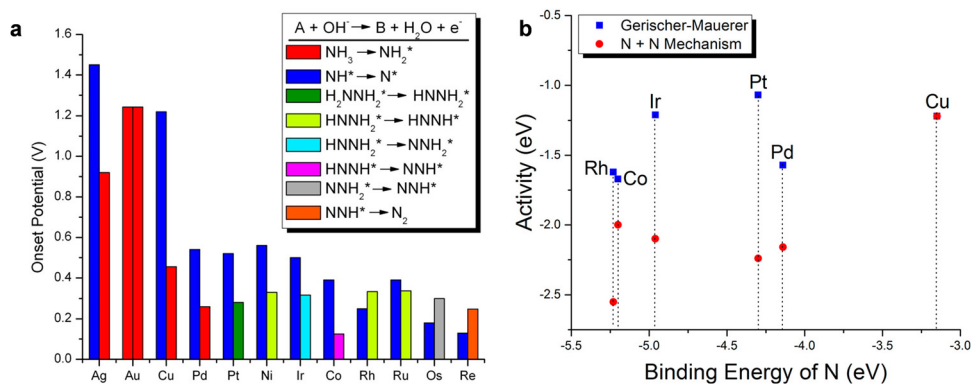 a
A + OH⁻ → B + H₂O + e⁻
NH₃ → NH₂*
NH* → N*
H₂NNH₂* → HNNH₂*
HNNH₂* → HNNH*
HNNH₂* → NNH₂*
HNNH* → NNH*
NNH₂* → NNH*
NNH* → N₂
Onset Potential (V)
1.6
1.4
1.2
1.0
0.8
0.6
0.4
0.2
0.0
Ag Au Cu Pd Pt Ni Ir Co Rh Ru Os Re
b
Gerischer-Mauerer
N + N Mechanism
Activity (eV)
-0.5
-1.0
-1.5
-2.0
-2.5
Rh
Co
Ir
Pt
Pd
Cu
-5.5 -5.0 -4.5 -4.0 -3.5 -3.0
Binding Energy of N (eV)